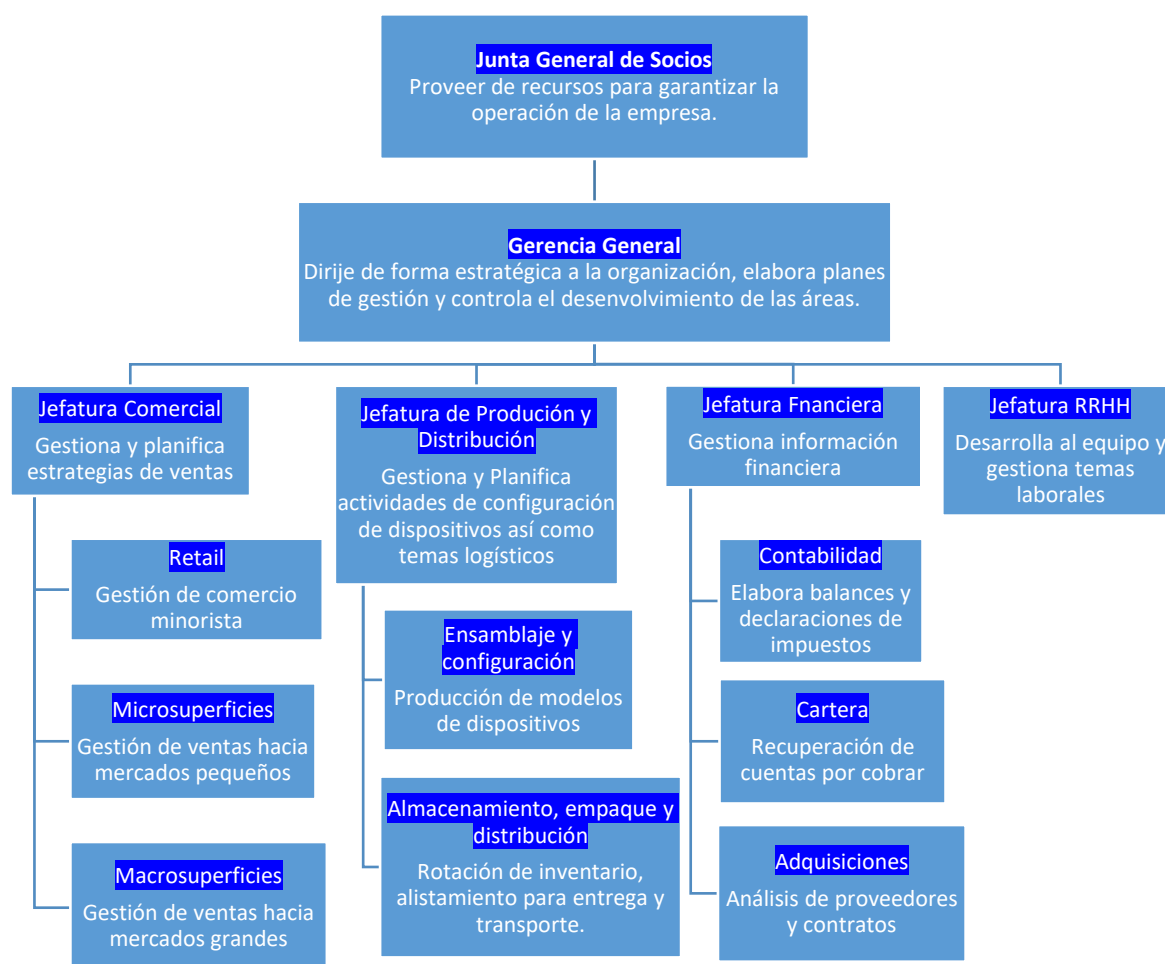 Junta General de Socios
Proveer de recursos para garantizar la
operación de la empresa.
Gerencia General
Dirije de forma estratégica a la organización, elabora planes
de gestión y controla el desenvolvimiento de las áreas.
Jefatura Comercial
Gestiona y planifica
estrategias de ventas
Retail
Gestión de comercio
minorista
Microsuperficies
Gestión de ventas hacia
mercados pequeños
Macrosuperficies
Gestión de ventas hacia
mercados grandes
Jefatura de Produción y
Distribución
Gestiona y Planifica
actividades de configuración
de dispositivos así como
temas logísticos
Ensamblaje y
configuración
Producción de modelos
de dispositivos
Almacenamiento, empaque y
distribución
Rotación de inventario,
alistamiento para entrega y
transporte.
Jefatura Fnanciera
Gestiona información
financiera
Contabilidad
Elabora balances y
declaraciones de
impuestos
Cartera
Recuperación de
cuentas por cobrar
Adquisiciones
Análisis de proveedores
y contratos
Jefatura RRHH
Desarrolla al equipo y
gestiona temas
laborales